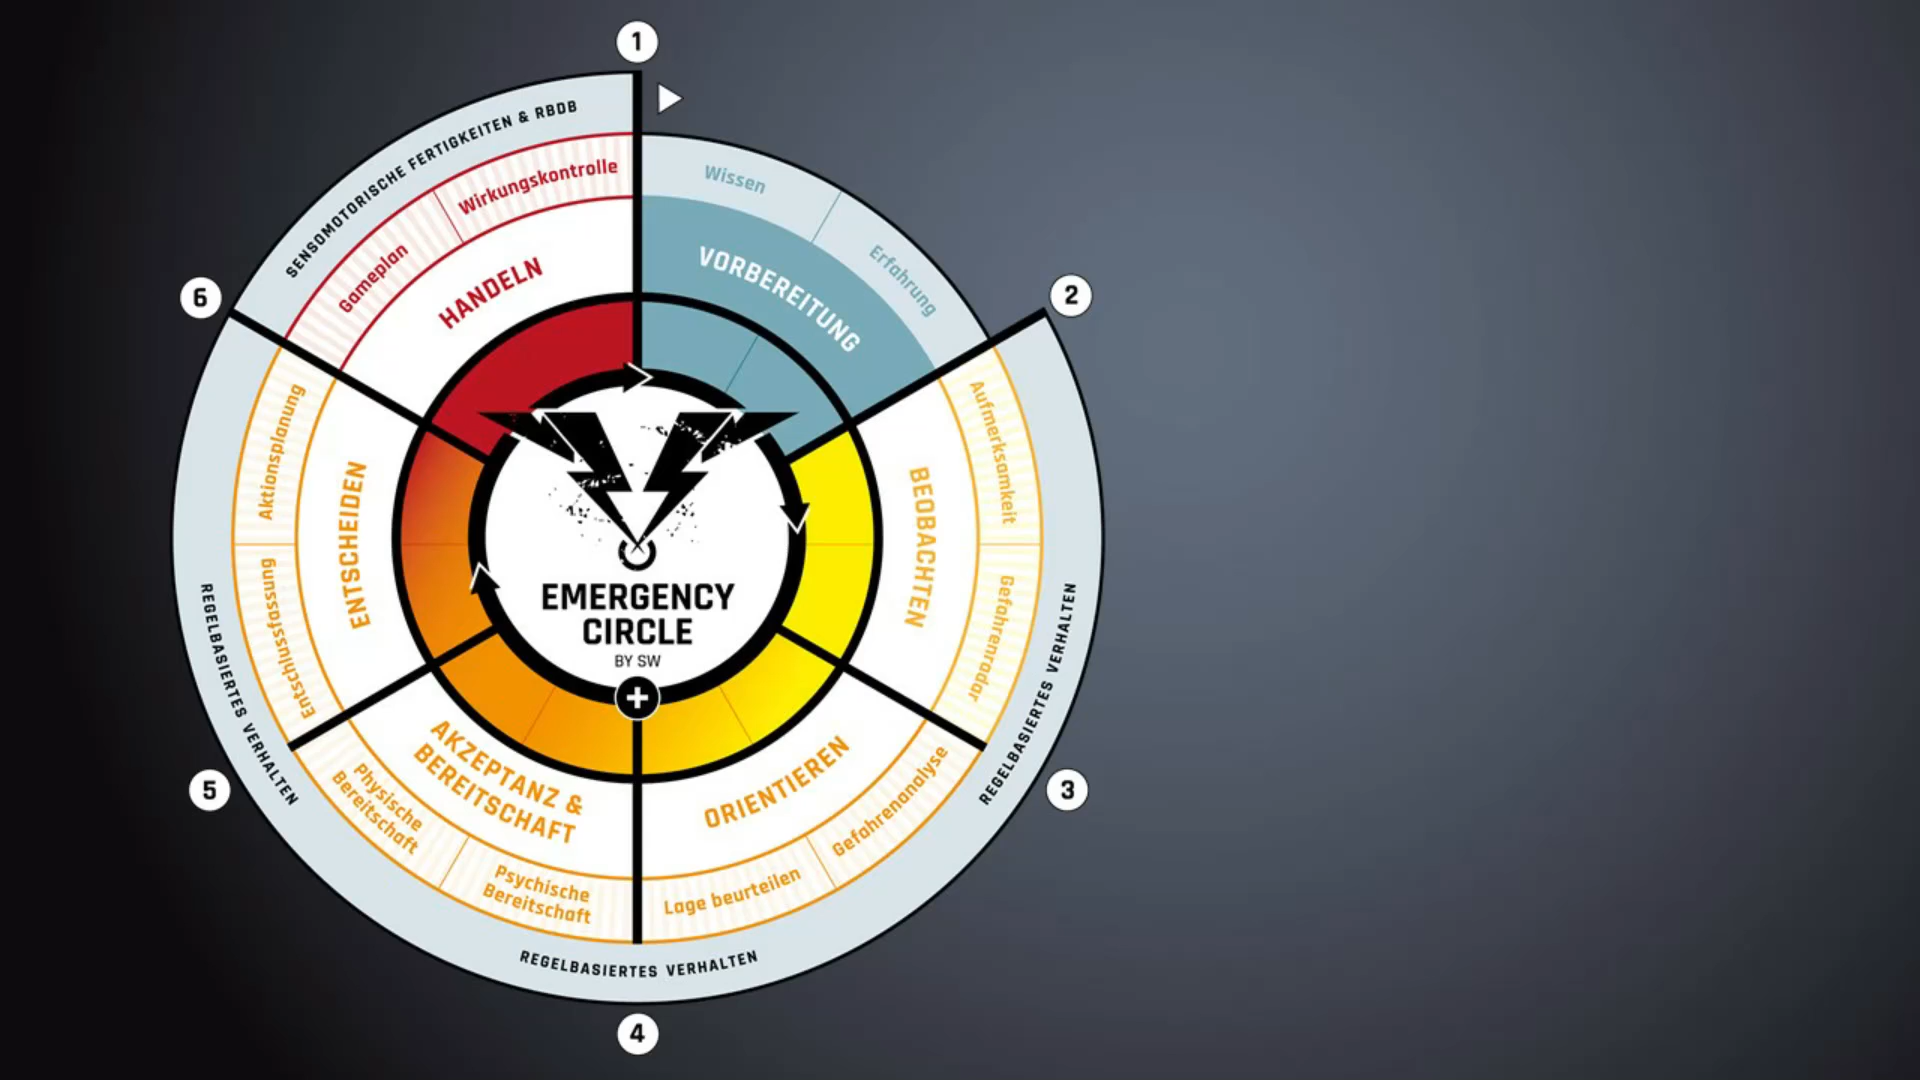 1
SENSOMOTORISCHE FERTIGKEITEN & RBDB
Wirkungskontrolle
Gameplan
HANDELN
Wissen
Erfahrung
VORBEREITUNG
6
2
Aktionsplanung
Entschlussfassung
ENTSCHEIDEN
REGELBASIERTES VERHALTEN
Aufmerksamkeit
Gefahrenradar
BEOBACHTEN
REGELBASIERTES VERHALTEN
EMERGENCY
CIRCLE
BY SW
+
5
3
AKZEPTANZ &
BEREITSCHAFT
Physische
Bereitschaft
Psychische
Bereitschaft
ORIENTIEREN
Gefahrenanalyse
Lage beurteilen
REGELBASIERTES VERHALTEN
4